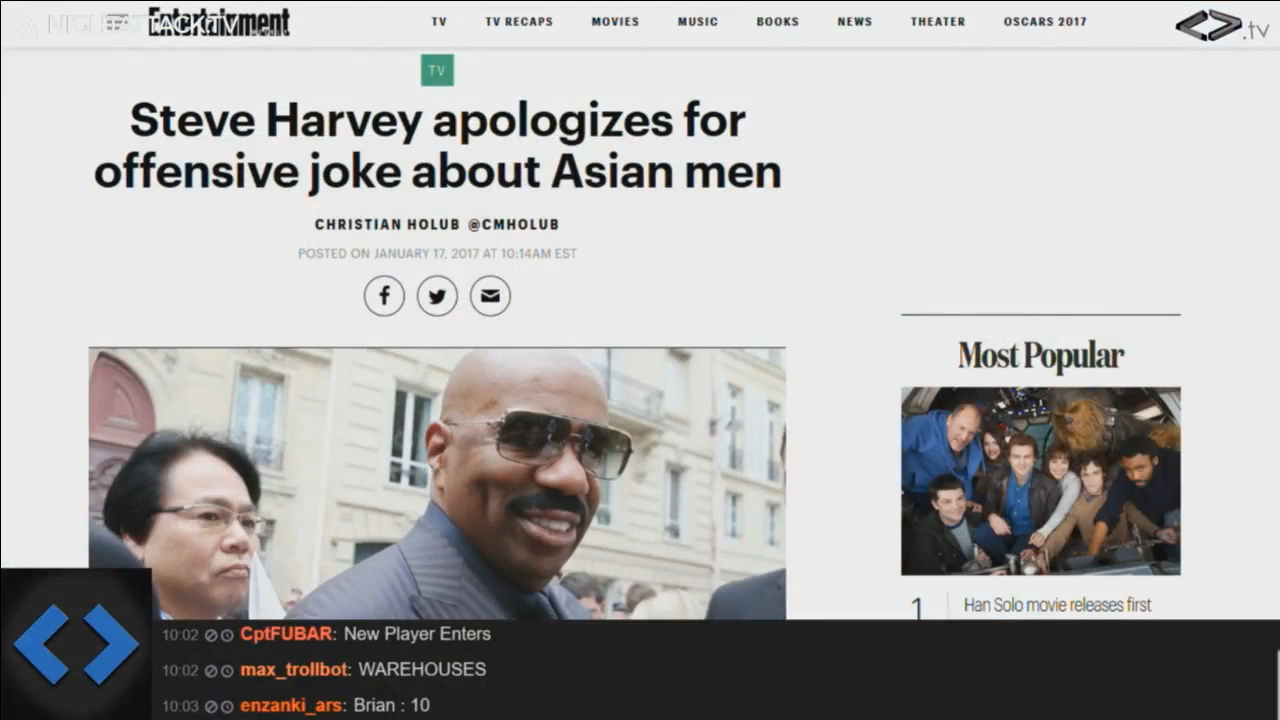 NIGHTATTACKTV
Entertainment
TV
TV RECAPS
MOVIES
MUSIC
BOOKS
NEWS
THEATER
OSCARS 2017
.tv
TV
Steve Harvey apologizes for
offensive joke about Asian men
CHRISTIAN HOLUB @CMHOLUB
POSTED ON JANUARY 17, 2017 AT 10:14AM EST
Most Popular
1 Han Solo movie releases first
10:02 CptFUBAR: New Player Enters
10:02 max_trollbot: WAREHOUSES
10:03 enzanki_ars: Brian : 10